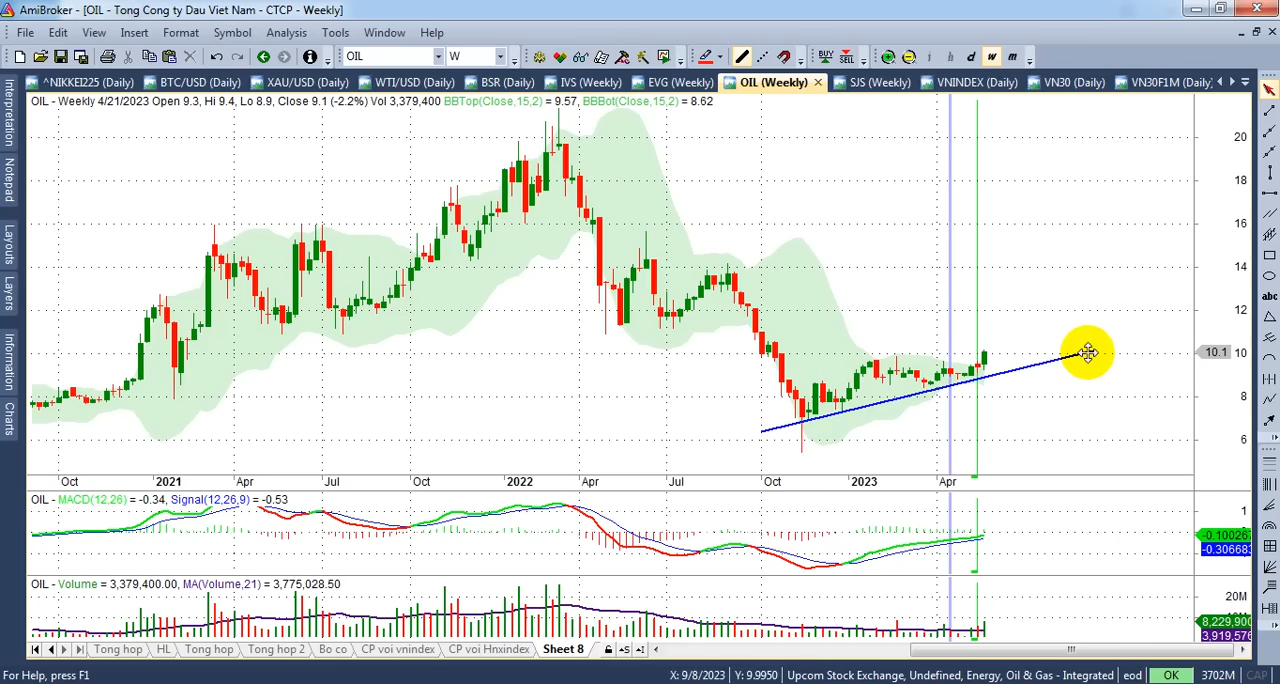 AmiBroker - [OIL - Tong Cong ty Dau Viet Nam - CTCP - Weekly]
File Edit View Insert Format Symbol Analysis Tools Window Help
OIL W BUY SELL i h d w m
^NIKKEI225 (Daily) BTC/USD (Daily) XAU/USD (Daily) WTI/USD (Daily) BSR (Daily) IVS (Weekly) EVG (Weekly) OIL (Weekly) SJS (Weekly) VNINDEX (Daily) VN30 (Daily) VN30F1M (Daily)
OIL - Weekly 4/21/2023 Open 9.3, Hi 9.4, Lo 8.9, Close 9.1 (-2.2%) Vol 3,379,400 BBTop(Close,15,2) = 9.57, BBBot(Close,15,2) = 8.62
Interpretation
Notepad
Layouts
Layers
Information
Charts
20
18
16
14
12
10.1
10
8
6
abc
Oct 2021 Apr Jul Oct 2022 Apr Jul Oct 2023 Apr
OIL - MACD(12,26) = -0.34, Signal(12,26,9) = -0.53
1
-0.100267
-0.306683
OIL - Volume = 3,379,400.00, MA(Volume,21) = 3,775,028.50
20M
8,229,900
3,919,576
Tong hop HL Tong hop Tong hop 2 Bo co CP voi vnindex CP voi Hnxindex Sheet 8
For Help, press F1 X: 9/8/2023 Y: 9.9950 Upcom Stock Exchange, Undefined, Energy, Oil & Gas - Integrated eod OK 3702M CAP